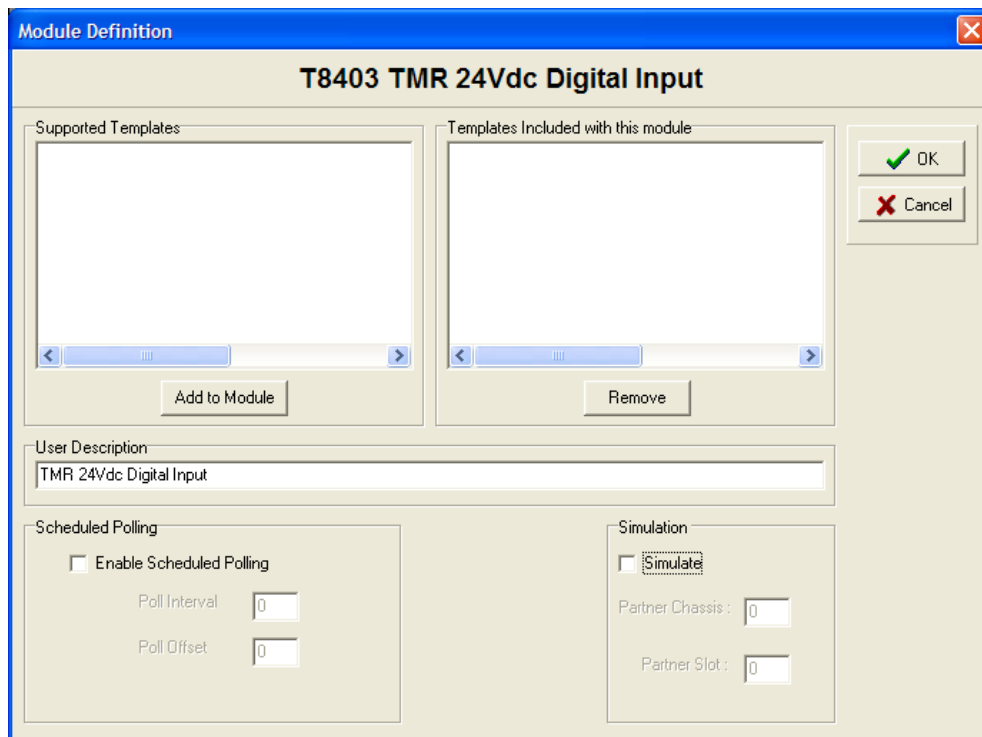 Module Definition
T8403 TMR 24Vdc Digital Input
Supported Templates
Templates Included with this module
OK
Cancel
Add to Module
Remove
User Description
TMR 24Vdc Digital Input
Scheduled Polling
Enable Scheduled Polling
Poll Interval 0
Poll Offset 0
Simulation
Simulate
Partner Chassis : 0
Partner Slot : 0